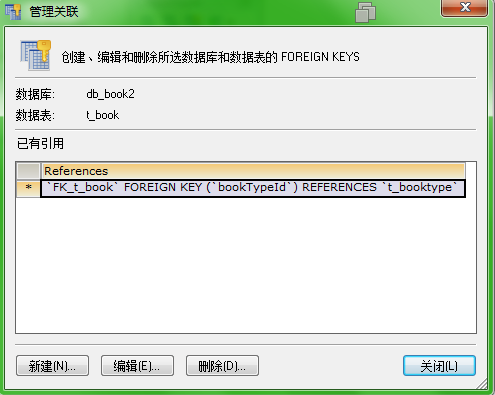 管理关联
创建、编辑和删除所选数据库和数据表的 FOREIGN KEYS
数据库: db_book2
数据表: t_book
已有引用
References
* `FK_t_book` FOREIGN KEY (`bookTypeId`) REFERENCES `t_booktype`
新建(N)... 编辑(E)... 删除(D)... 关闭(L)